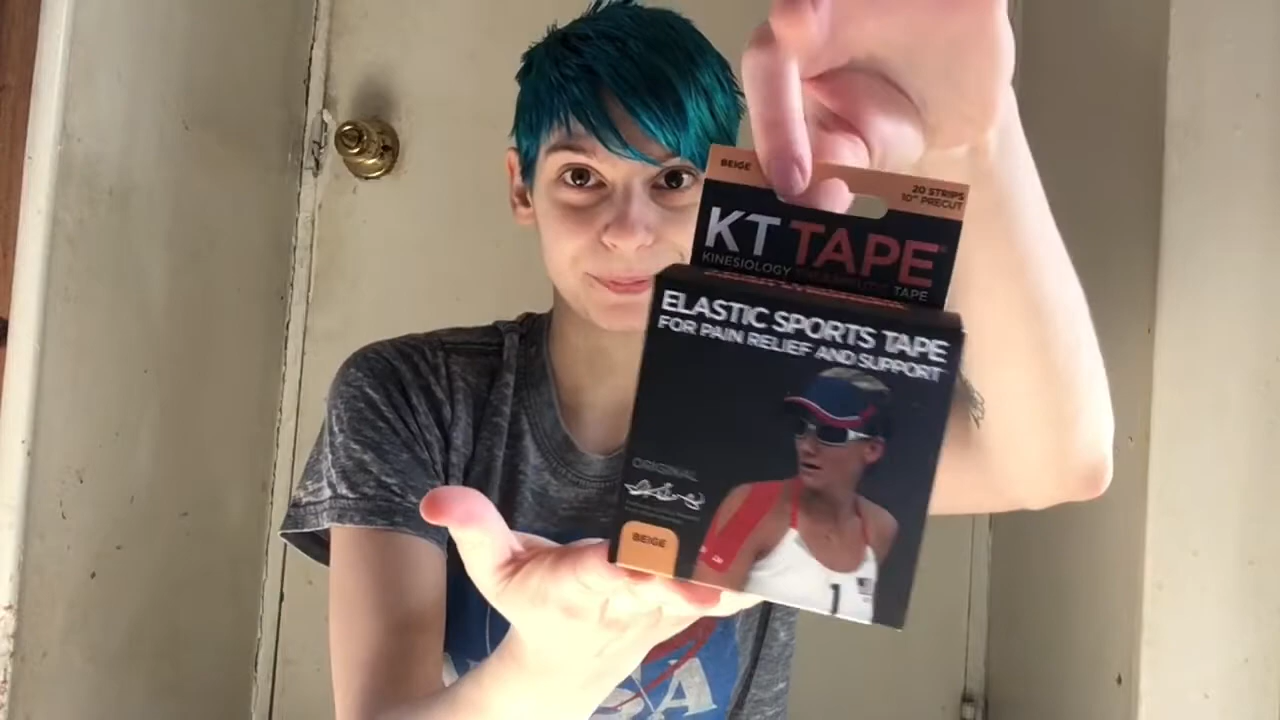 BEIGE
20 STRIPS
10" PRECUT
KT TAPE
KINESIOLOGY THERAPEUTIC TAPE
ELASTIC SPORTS TAPE
FOR PAIN RELIEF AND SUPPORT
ORIGINAL
BEIGE
1